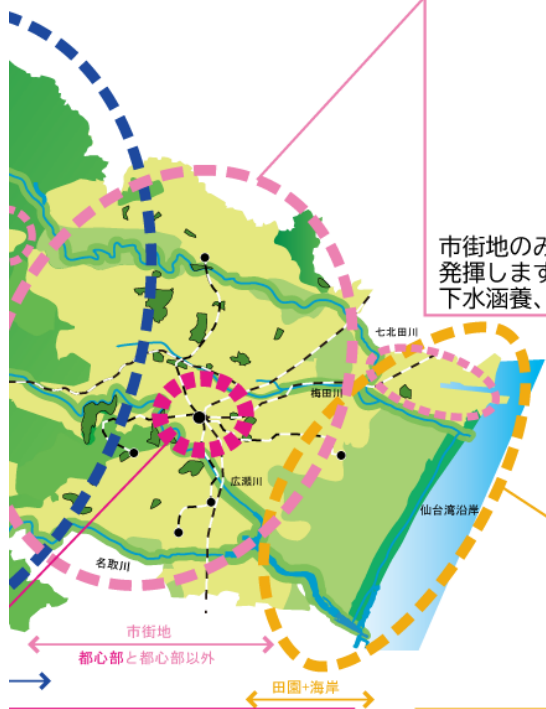 市街地のみ
発揮します
下水涵養、
七北田川
梅田川
広瀬川
仙台湾沿岸
名取川
市街地
都心部と都心部以外
田園+海岸